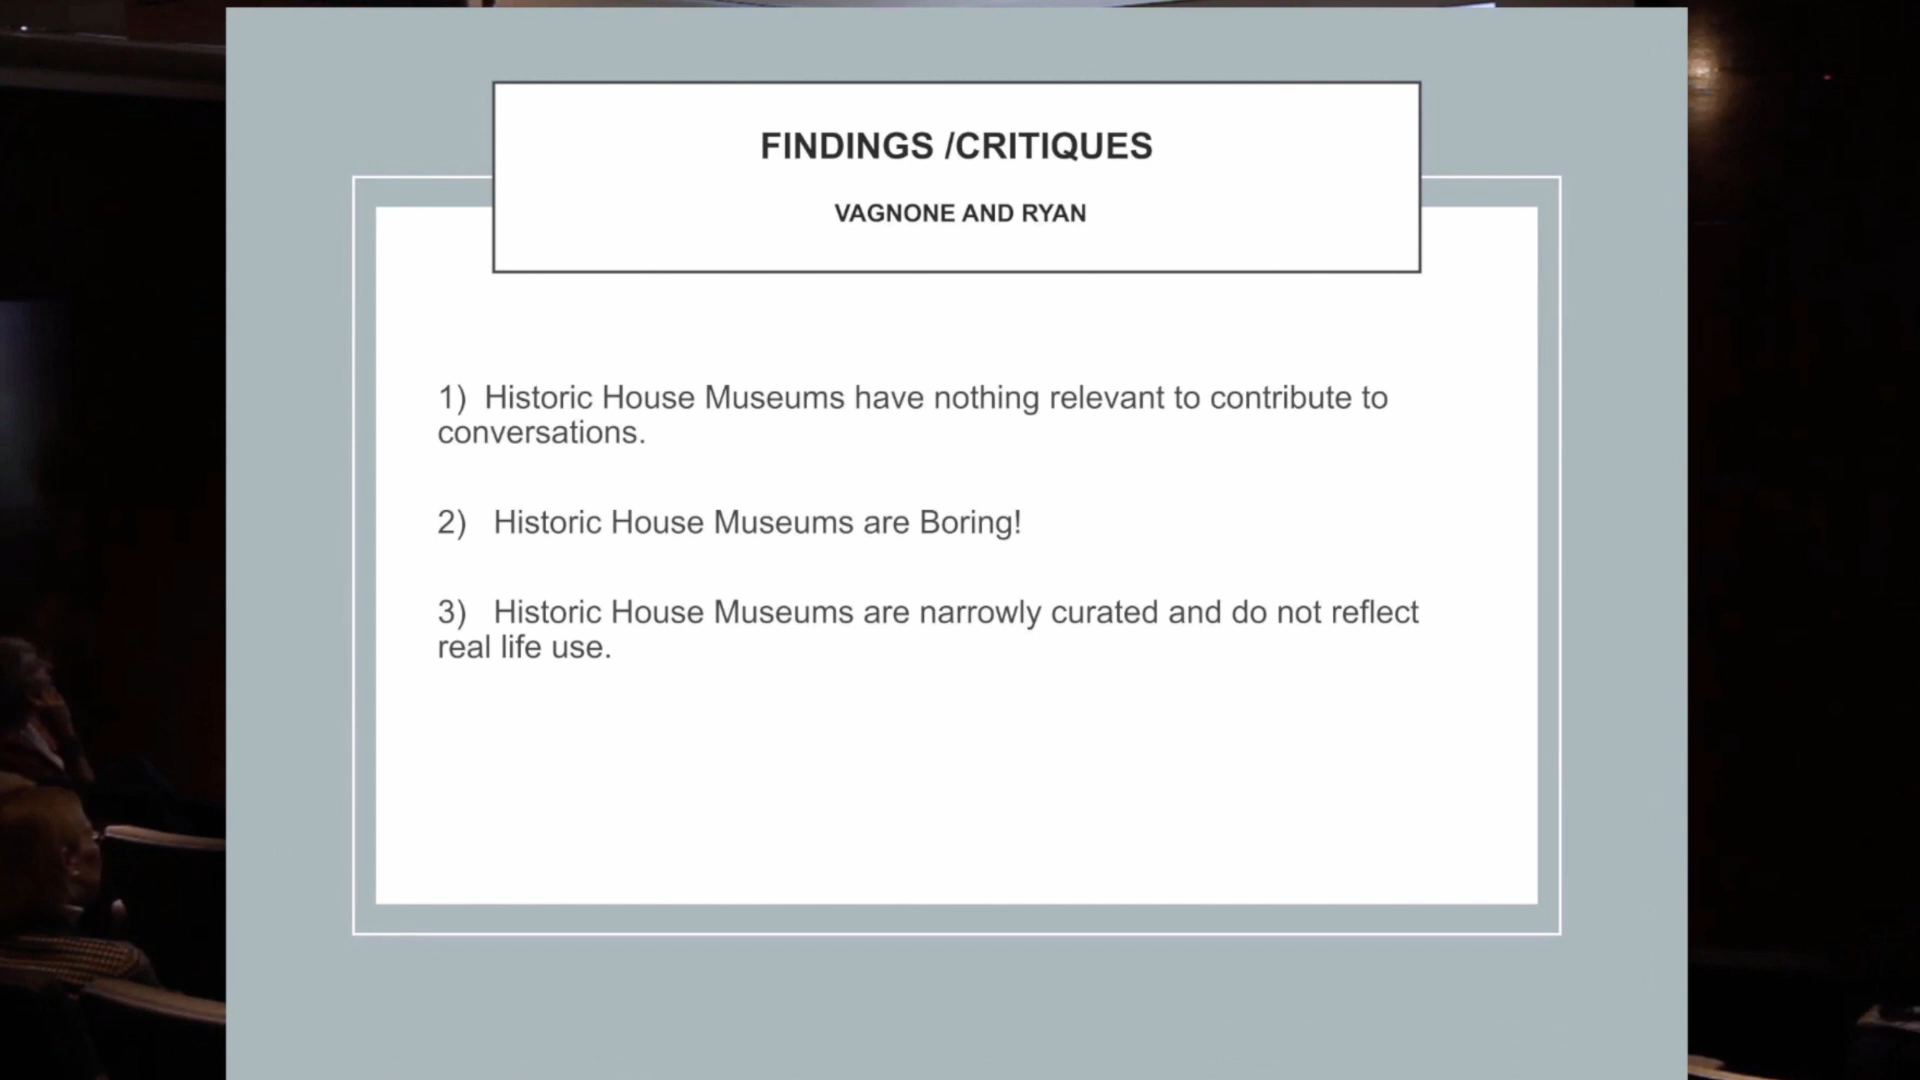 FINDINGS /CRITIQUES
VAGNONE AND RYAN
1) Historic House Museums have nothing relevant to contribute to
conversations.
2) Historic House Museums are Boring!
3) Historic House Museums are narrowly curated and do not reflect
real life use.